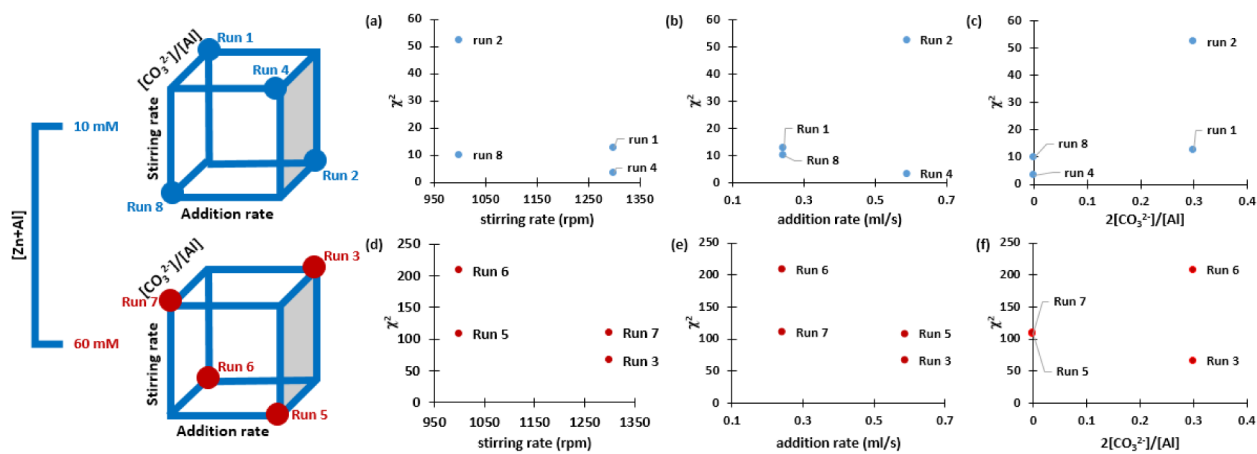 [Zn+Al]
10 mM
60 mM
Run 1
[CO₃²⁻]/[Al]
Run 4
Stirring rate
Run 2
Run 8
Addition rate
[CO₃²⁻]/[Al]
Run 3
Run 7
Stirring rate
Run 6
Run 5
Addition rate
(a)
60
50
40
30
20
10
0
χ²
run 2
run 8
run 1
run 4
950 1050 1150 1250 1350
stirring rate (rpm)
(b)
60
50
40
30
20
10
0
χ²
Run 2
Run 1
Run 8
Run 4
0.1 0.3 0.5 0.7
addition rate (ml/s)
(c)
60
50
40
30
20
10
0
χ²
run 2
run 1
run 8
run 4
0 0.1 0.2 0.3 0.4
2[CO₃²⁻]/[Al]
(d)
250
200
150
100
50
0
χ²
Run 6
Run 5
Run 7
Run 3
950 1050 1150 1250 1350
stirring rate (rpm)
(e)
250
200
150
100
50
0
χ²
Run 6
Run 7
Run 5
Run 3
0.1 0.3 0.5 0.7
addition rate (ml/s)
(f)
250
200
150
100
50
0
χ²
Run 6
Run 7
Run 5
Run 3
0 0.1 0.2 0.3 0.4
2[CO₃²⁻]/[Al]